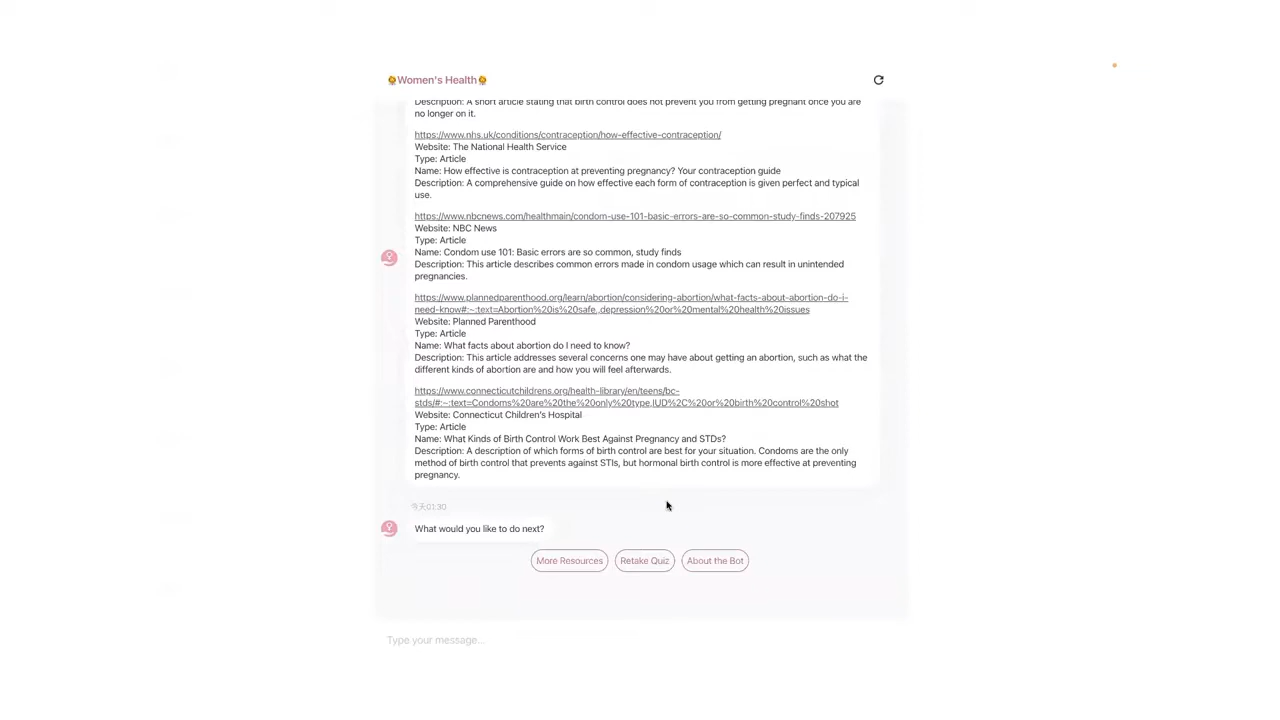 Women's Health
Description: A short article stating that birth control does not prevent you from getting pregnant once you are
no longer on it.
https://www.nhs.uk/conditions/contraception/how-effective-contraception/
Website: The National Health Service
Type: Article
Name: How effective is contraception at preventing pregnancy? Your contraception guide
Description: A comprehensive guide on how effective each form of contraception is given perfect and typical
use.
https://www.nbcnews.com/healthmain/condom-use-101-basic-errors-are-so-common-study-finds-207925
Website: NBC News
Type: Article
Name: Condom use 101: Basic errors are so common, study finds
Description: This article describes common errors made in condom usage which can result in unintended
pregnancies.
https://www.plannedparenthood.org/learn/abortion/considering-abortion/what-facts-about-abortion-do-i-
need-know#:~:text=Abortion%20is%20safe.,depression%20or%20mental%20health%20issues
Website: Planned Parenthood
Type: Article
Name: What facts about abortion do I need to know?
Description: This article addresses several concerns one may have about getting an abortion, such as what the
different kinds of abortion are and how you will feel afterwards.
https://www.connecticutchildrens.org/health-library/en/teens/bc-
stds/#:~:text=Condoms%20are%20the%20only%20type,IUD%2C%20or%20birth%20control%20shot
Website: Connecticut Children's Hospital
Type: Article
Name: What Kinds of Birth Control Work Best Against Pregnancy and STDs?
Description: A description of which forms of birth control are best for your situation. Condoms are the only
method of birth control that prevents against STIs, but hormonal birth control is more effective at preventing
pregnancy.
今天01:30
What would you like to do next?
More Resources Retake Quiz About the Bot
Type your message...